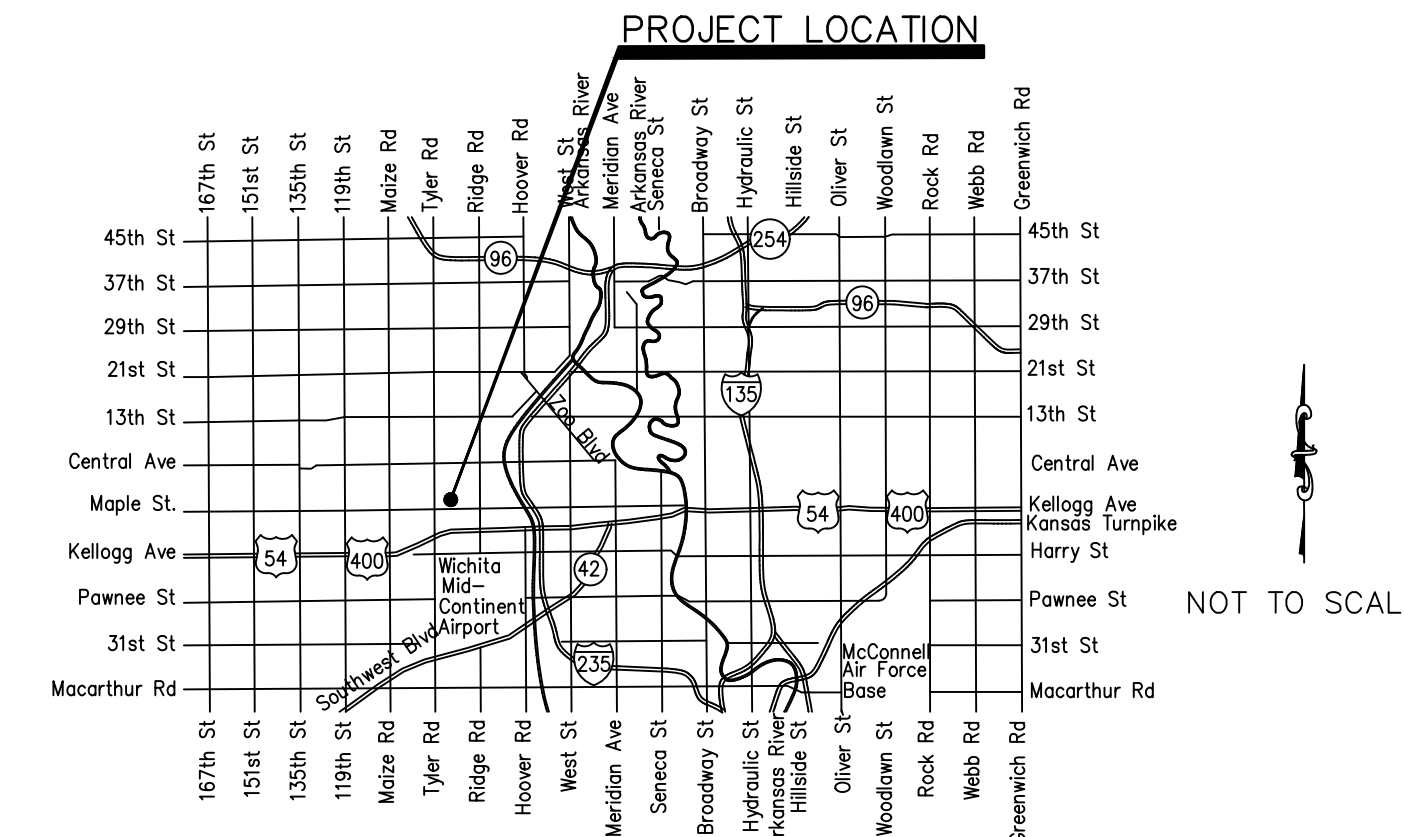 PROJECT LOCATION
167th St
151st St
135th St
119th St
Maize Rd
Tyler Rd
Ridge Rd
Hoover Rd
West St
Arkansas River
Meridian Ave
Arkansas River
Seneca St
Broadway St
Hydraulic St
Hillside St
Oliver St
Woodlawn St
Rock Rd
Webb Rd
Greenwich Rd
45th St
254
45th St
96
37th St
37th St
96
29th St
29th St
21st St
21st St
135
13th St
Zoo Blvd
13th St
Central Ave
Central Ave
Maple St.
54
400
Kellogg Ave
Kansas Turnpike
Kellogg Ave
54
400
Harry St
Wichita
Mid-
Continent
Airport
42
Pawnee St
Pawnee St
31st St
31st St
Southwest Blvd
235
McConnell
Air Force
Base
Macarthur Rd
Macarthur Rd
NOT TO SCAL
167th St
151st St
135th St
119th St
Maize Rd
Tyler Rd
Ridge Rd
Hoover Rd
West St
Meridian Ave
Seneca St
Broadway St
Hydraulic St
rkansas River
Hillside St
Oliver St
Woodlawn St
Rock Rd
Webb Rd
Greenwich Rd